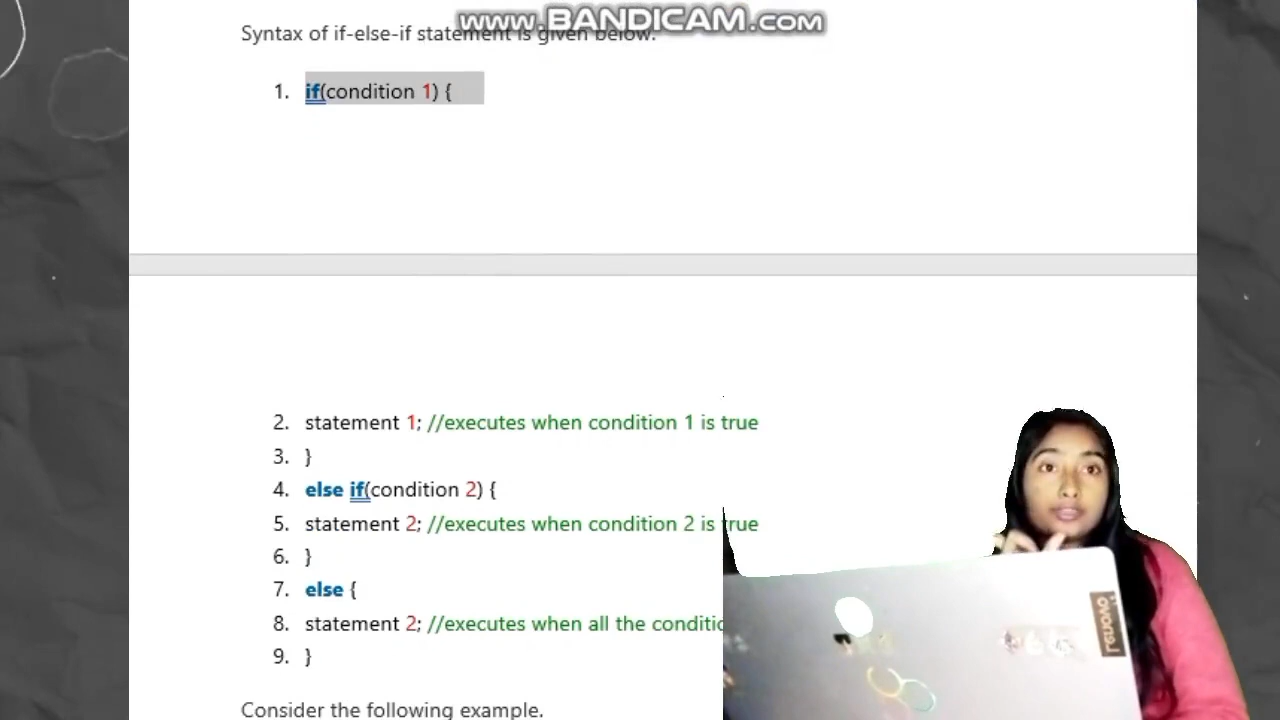 www.BANDICAM.COM
Syntax of if-else-if statement is given below.
1. if(condition 1) {
2. statement 1; //executes when condition 1 is true
3. }
4. else if(condition 2) {
5. statement 2; //executes when condition 2 is true
6. }
7. else {
8. statement 2; //executes when all the conditio
9. }
Lenovo
Consider the following example.